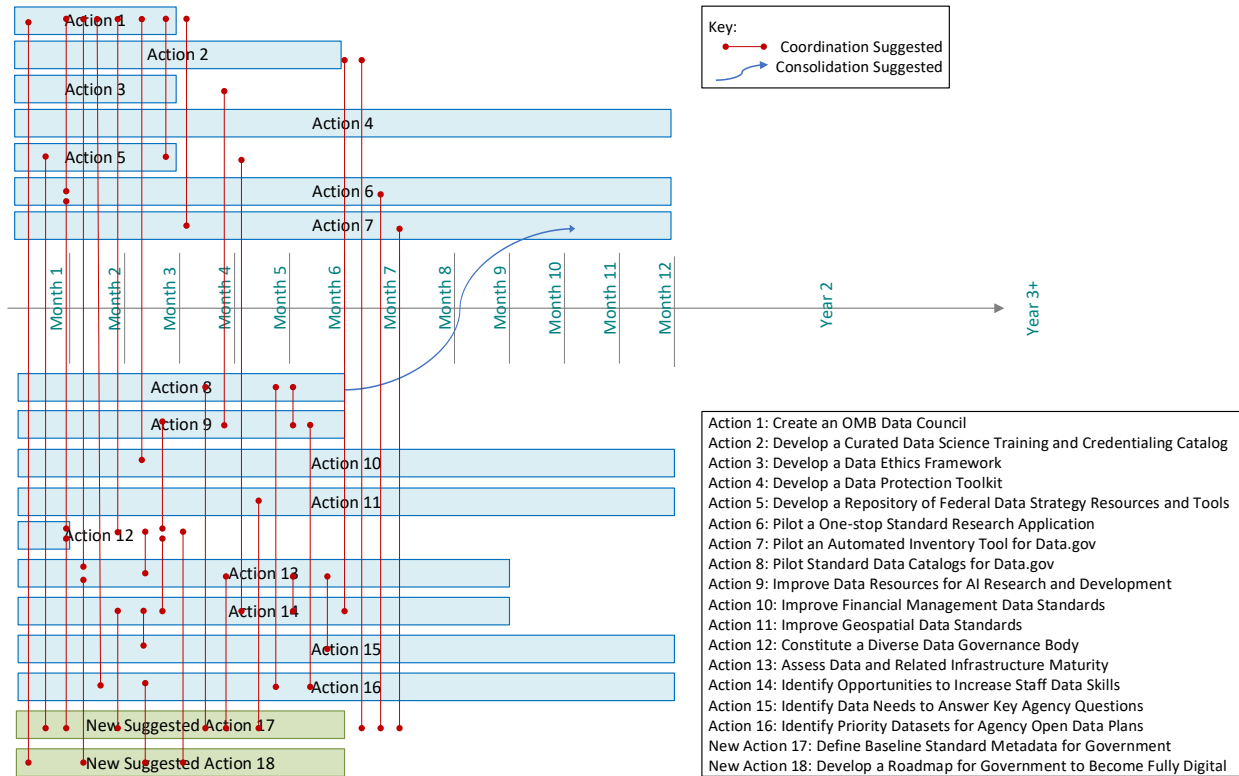 Action 1
Action 2
Action 3
Action 4
Action 5
Action 6
Action 7
Key:
Coordination Suggested
Consolidation Suggested
Month 1
Month 2
Month 3
Month 4
Month 5
Month 6
Month 7
Month 8
Month 9
Month 10
Month 11
Month 12
Year 2
Year 3+
Action 8
Action 9
Action 10
Action 11
Action 12
Action 13
Action 14
Action 15
Action 16
New Suggested Action 17
New Suggested Action 18
Action 1: Create an OMB Data Council
Action 2: Develop a Curated Data Science Training and Credentialing Catalog
Action 3: Develop a Data Ethics Framework
Action 4: Develop a Data Protection Toolkit
Action 5: Develop a Repository of Federal Data Strategy Resources and Tools
Action 6: Pilot a One-stop Standard Research Application
Action 7: Pilot an Automated Inventory Tool for Data.gov
Action 8: Pilot Standard Data Catalogs for Data.gov
Action 9: Improve Data Resources for AI Research and Development
Action 10: Improve Financial Management Data Standards
Action 11: Improve Geospatial Data Standards
Action 12: Constitute a Diverse Data Governance Body
Action 13: Assess Data and Related Infrastructure Maturity
Action 14: Identify Opportunities to Increase Staff Data Skills
Action 15: Identify Data Needs to Answer Key Agency Questions
Action 16: Identify Priority Datasets for Agency Open Data Plans
New Action 17: Define Baseline Standard Metadata for Government
New Action 18: Develop a Roadmap for Government to Become Fully Digital